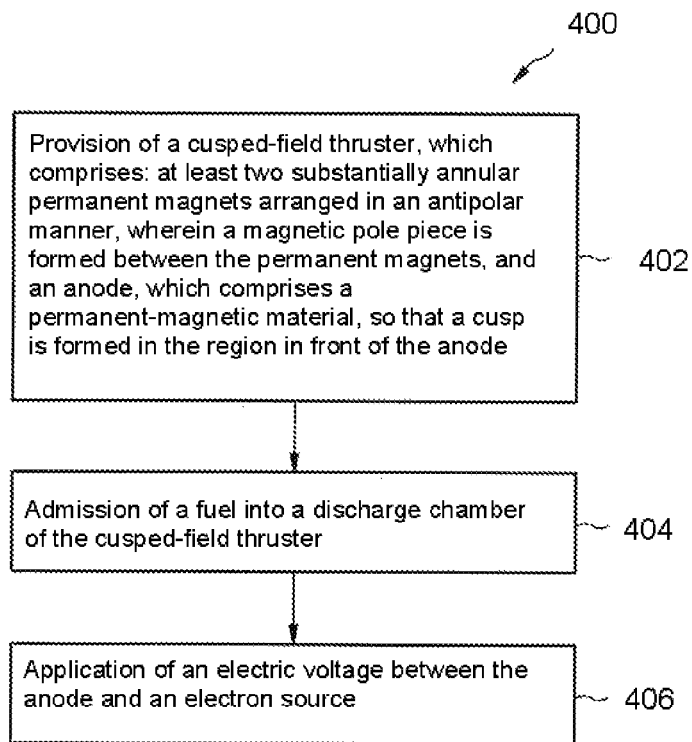 400
Provision of a cusped-field thruster, which
comprises: at least two substantially annular
permanent magnets arranged in an antipolar
manner, wherein a magnetic pole piece is
formed between the permanent magnets, and
an anode, which comprises a
permanent-magnetic material, so that a cusp
is formed in the region in front of the anode
402
Admission of a fuel into a discharge chamber
of the cusped-field thruster
404
Application of an electric voltage between the
anode and an electron source
406